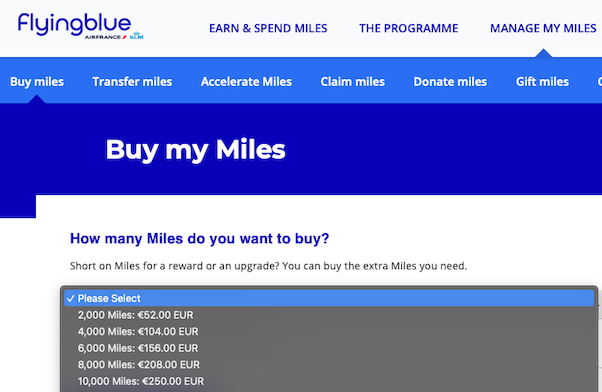 Flyingblue
AIRFRANCE KLM
EARN & SPEND MILES THE PROGRAMME MANAGE MY MILES
Buy miles Transfer miles Accelerate Miles Claim miles Donate miles Gift miles
Buy my Miles
How many Miles do you want to buy?
Short on Miles for a reward or an upgrade? You can buy the extra Miles you need.
✓ Please Select
2,000 Miles: €52.00 EUR
4,000 Miles: €104.00 EUR
6,000 Miles: €156.00 EUR
8,000 Miles: €208.00 EUR
10,000 Miles: €250.00 EUR